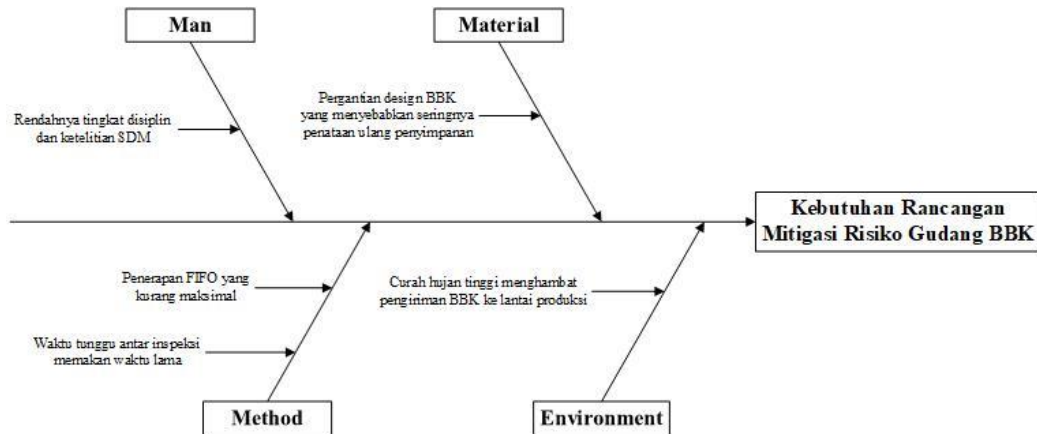 Man
Material
Rendahnya tingkat disiplin
dan ketelitian SDM
Pergantian design BBK
yang menyebabkan seringnya
penataan ulang penyimpanan
Kebutuhan Rancangan
Mitigasi Risiko Gudang BBK
Penerapan FIFO yang
kurang maksimal
Waktu tunggu antar inspeksi
memakan waktu lama
Curah hujan tinggi menghambat
pengiriman BBK ke lantai produksi
Method
Environment